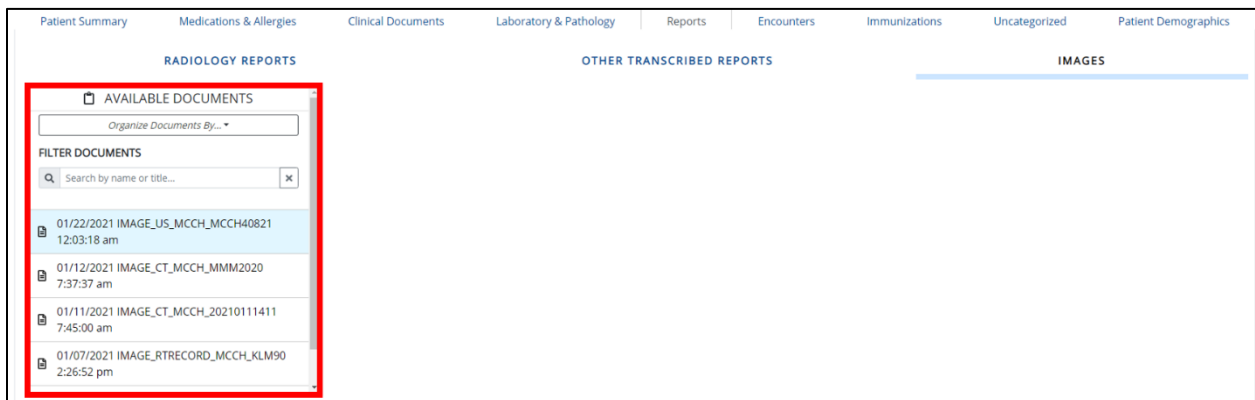 Patient Summary Medications & Allergies Clinical Documents Laboratory & Pathology Reports Encounters Immunizations Uncategorized Patient Demographics
RADIOLOGY REPORTS OTHER TRANSCRIBED REPORTS IMAGES
AVAILABLE DOCUMENTS
Organize Documents By...
FILTER DOCUMENTS
Search by name or title...
01/22/2021 IMAGE_US_MCCH_MCCH40821
12:03:18 am
01/12/2021 IMAGE_CT_MCCH_MMM2020
7:37:37 am
01/11/2021 IMAGE_CT_MCCH_20210111411
7:45:00 am
01/07/2021 IMAGE_RTRECORD_MCCH_KLM90
2:26:52 pm